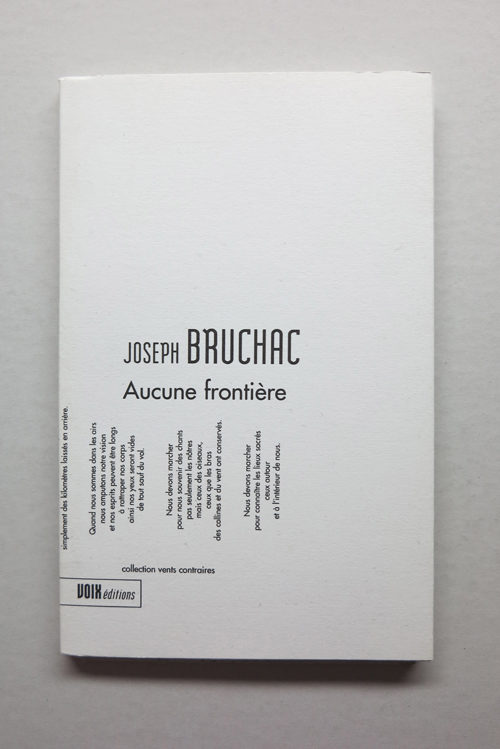 JOSEPH BRUCHAC
Aucune frontière
simplement des kilomètres laissés en arrière.
Quand nous sommes dans les airs
nous amputons notre vision
et nos esprits peuvent être longs
à rattraper nos corps
ainsi nos yeux seront vides
de tout sauf du vol.
Nous devons marcher
pour nous souvenir des chants
pas seulement les nôtres
mais ceux des oiseaux,
ceux que les bras
des collines et du vent ont conservés.
Nous devons marcher
pour connaître les lieux sacrés
ceux autour
et à l'intérieur de nous.
collection vents contraires
VOIX éditions